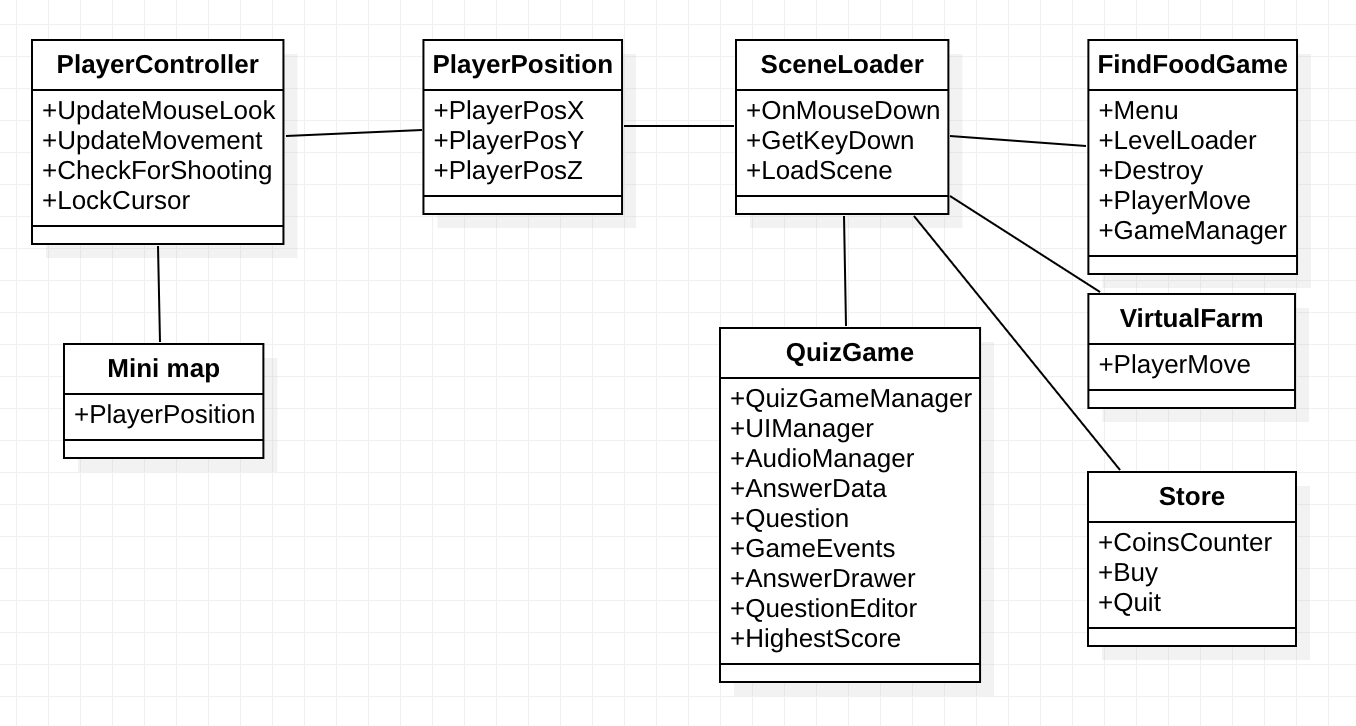 PlayerController
+UpdateMouseLook
+UpdateMovement
+CheckForShooting
+LockCursor
PlayerPosition
+PlayerPosX
+PlayerPosY
+PlayerPosZ
SceneLoader
+OnMouseDown
+GetKeyDown
+LoadScene
FindFoodGame
+Menu
+LevelLoader
+Destroy
+PlayerMove
+GameManager
Mini map
+PlayerPosition
QuizGame
+QuizGameManager
+UIManager
+AudioManager
+AnswerData
+Question
+GameEvents
+AnswerDrawer
+QuestionEditor
+HighestScore
VirtualFarm
+PlayerMove
Store
+CoinsCounter
+Buy
+Quit